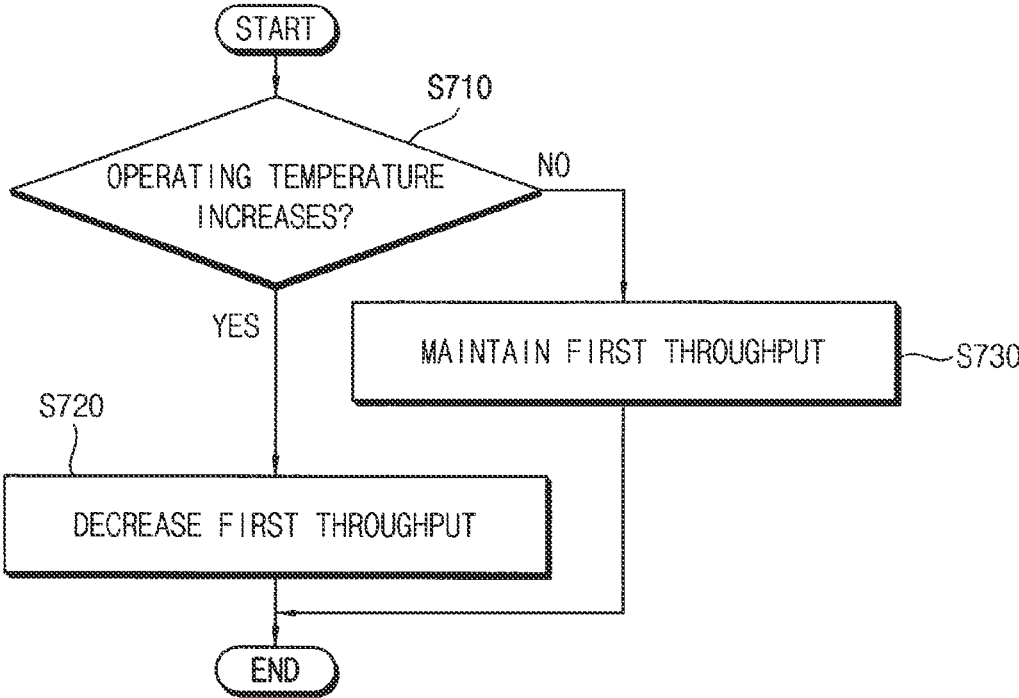 START
S710
OPERATING TEMPERATURE
INCREASES?
NO
YES
MAINTAIN FIRST THROUGHPUT
S730
S720
DECREASE FIRST THROUGHPUT
END